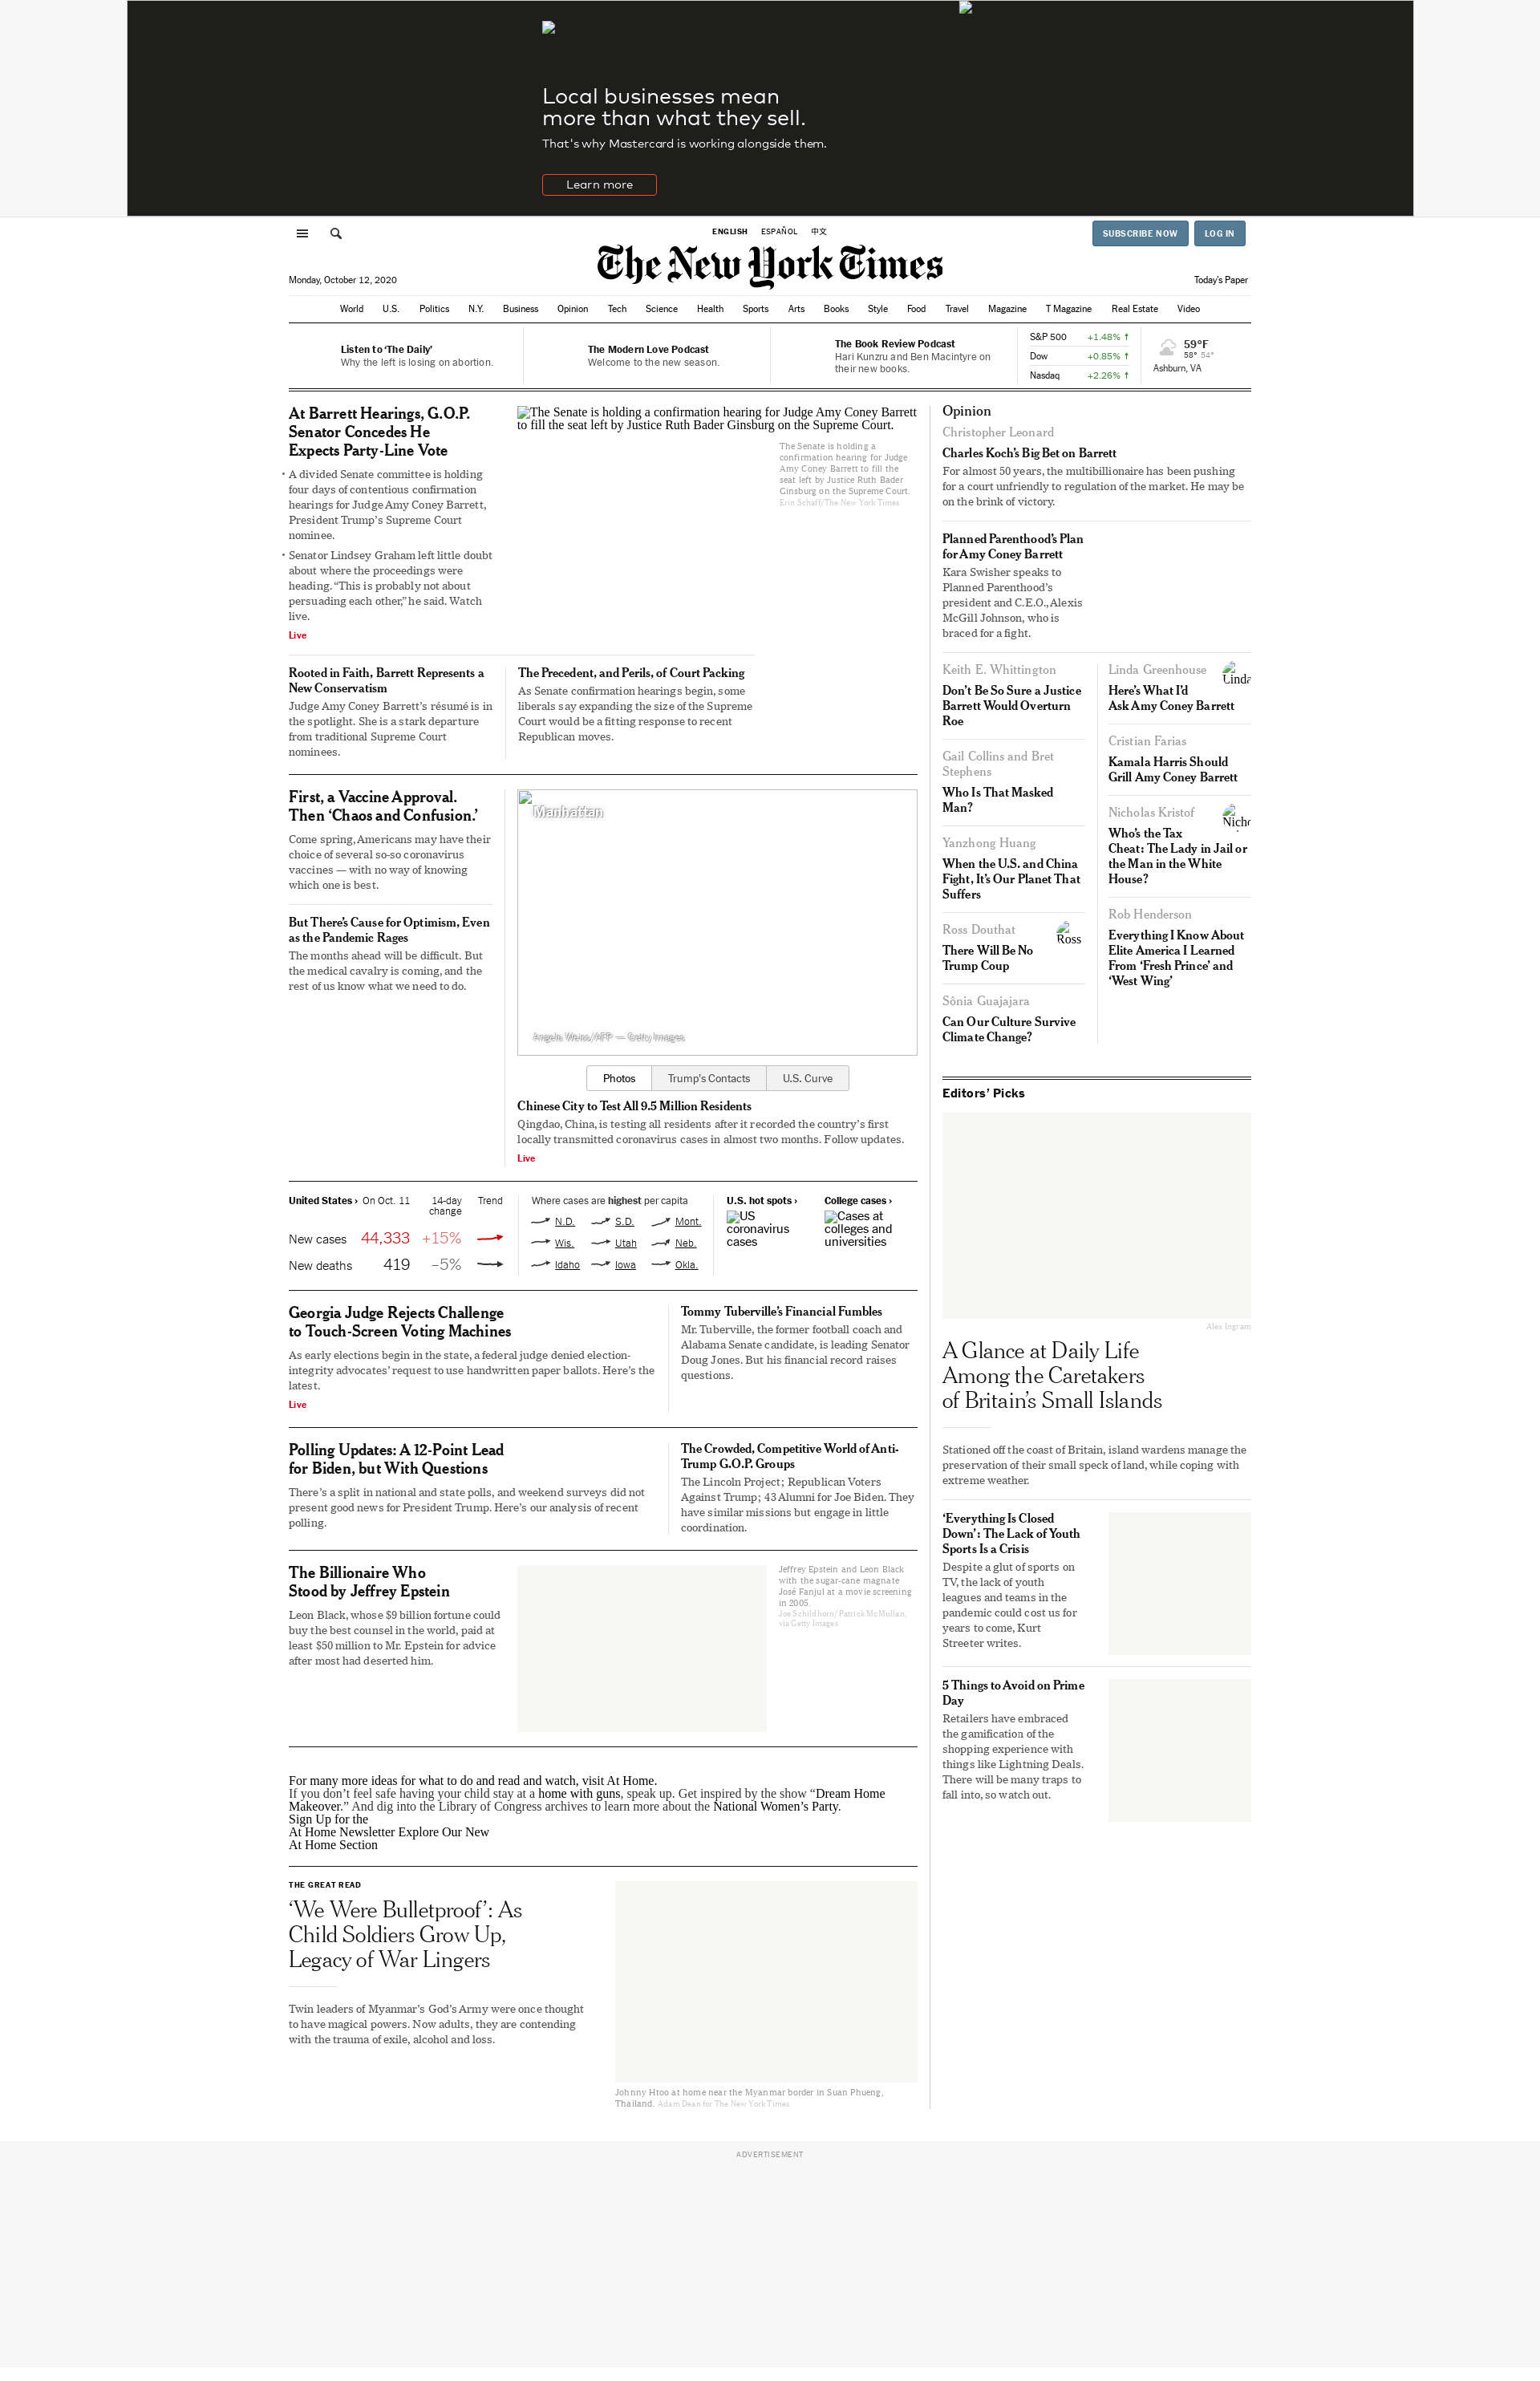 Local businesses mean
more than what they sell.
That's why Mastercard is working alongside them.
Learn more
ENGLISH ESPAÑOL 中文
SUBSCRIBE NOW LOG IN
The New York Times
Monday, October 12, 2020
Today's Paper
World U.S. Politics N.Y. Business Opinion Tech Science Health Sports Arts Books Style Food Travel Magazine T Magazine Real Estate Video
Listen to ‘The Daily’
Why the left is losing on abortion.
The Modern Love Podcast
Welcome to the new season.
The Book Review Podcast
Hari Kunzru and Ben Macintyre on
their new books.
S&P 500 +1.48%
Dow +0.85%
Nasdaq +2.26%
59°F
58° 54°
Ashburn, VA
At Barrett Hearings, G.O.P.
Senator Concedes He
Expects Party-Line Vote
• A divided Senate committee is holding
four days of contentious confirmation
hearings for Judge Amy Coney Barrett,
President Trump’s Supreme Court
nominee.
• Senator Lindsey Graham left little doubt
about where the proceedings were
heading. “This is probably not about
persuading each other,” he said. Watch
live.
Live
The Senate is holding a confirmation hearing for Judge Amy Coney Barrett
to fill the seat left by Justice Ruth Bader Ginsburg on the Supreme Court.
The Senate is holding a
confirmation hearing for Judge
Amy Coney Barrett to fill the
seat left by Justice Ruth Bader
Ginsburg on the Supreme Court.
Erin Schaff/The New York Times
Rooted in Faith, Barrett Represents a
New Conservatism
Judge Amy Coney Barrett’s résumé is in
the spotlight. She is a stark departure
from traditional Supreme Court
nominees.
The Precedent, and Perils, of Court Packing
As Senate confirmation hearings begin, some
liberals say expanding the size of the Supreme
Court would be a fitting response to recent
Republican moves.
First, a Vaccine Approval.
Then ‘Chaos and Confusion.’
Come spring, Americans may have their
choice of several so-so coronavirus
vaccines — with no way of knowing
which one is best.
But There’s Cause for Optimism, Even
as the Pandemic Rages
The months ahead will be difficult. But
the medical cavalry is coming, and the
rest of us know what we need to do.
Manhattan
Angela Weiss/AFP — Getty Images
Photos Trump’s Contacts U.S. Curve
Chinese City to Test All 9.5 Million Residents
Qingdao, China, is testing all residents after it recorded the country’s first
locally transmitted coronavirus cases in almost two months. Follow updates.
Live
United States › On Oct. 11 14-day
change Trend
New cases 44,333 +15%
New deaths 419 –5%
Where cases are highest per capita
N.D. S.D. Mont.
Wis. Utah Neb.
Idaho Iowa Okla.
U.S. hot spots ›
US
coronavirus
cases
College cases ›
Cases at
colleges and
universities
Georgia Judge Rejects Challenge
to Touch-Screen Voting Machines
As early elections begin in the state, a federal judge denied election-
integrity advocates’ request to use handwritten paper ballots. Here’s the
latest.
Live
Tommy Tuberville’s Financial Fumbles
Mr. Tuberville, the former football coach and
Alabama Senate candidate, is leading Senator
Doug Jones. But his financial record raises
questions.
Polling Updates: A 12-Point Lead
for Biden, but With Questions
There’s a split in national and state polls, and weekend surveys did not
present good news for President Trump. Here’s our analysis of recent
polling.
The Crowded, Competitive World of Anti-
Trump G.O.P. Groups
The Lincoln Project; Republican Voters
Against Trump; 43 Alumni for Joe Biden. They
have similar missions but engage in little
coordination.
The Billionaire Who
Stood by Jeffrey Epstein
Leon Black, whose $9 billion fortune could
buy the best counsel in the world, paid at
least $50 million to Mr. Epstein for advice
after most had deserted him.
Jeffrey Epstein and Leon Black
with the sugar-cane magnate
José Fanjul at a movie screening
in 2005.
Joe Schildhorn/Patrick McMullan,
via Getty Images
For many more ideas for what to do and read and watch, visit At Home.
If you don’t feel safe having your child stay at a home with guns, speak up. Get inspired by the show “Dream Home
Makeover.” And dig into the Library of Congress archives to learn more about the National Women’s Party.
Sign Up for the
At Home Newsletter Explore Our New
At Home Section
THE GREAT READ
‘We Were Bulletproof’: As
Child Soldiers Grow Up,
Legacy of War Lingers
Twin leaders of Myanmar’s God’s Army were once thought
to have magical powers. Now adults, they are contending
with the trauma of exile, alcohol and loss.
Johnny Htoo at home near the Myanmar border in Suan Phueng,
Thailand. Adam Dean for The New York Times
Opinion
Christopher Leonard
Charles Koch’s Big Bet on Barrett
For almost 50 years, the multibillionaire has been pushing
for a court unfriendly to regulation of the market. He may be
on the brink of victory.
Planned Parenthood’s Plan
for Amy Coney Barrett
Kara Swisher speaks to
Planned Parenthood’s
president and C.E.O., Alexis
McGill Johnson, who is
braced for a fight.
Keith E. Whittington
Don’t Be So Sure a Justice
Barrett Would Overturn
Roe
Gail Collins and Bret
Stephens
Who Is That Masked
Man?
Yanzhong Huang
When the U.S. and China
Fight, It’s Our Planet That
Suffers
Ross Douthat
Ross
There Will Be No
Trump Coup
Sônia Guajajara
Can Our Culture Survive
Climate Change?
Linda Greenhouse
Linda
Here’s What I’d
Ask Amy Coney Barrett
Cristian Farias
Kamala Harris Should
Grill Amy Coney Barrett
Nicholas Kristof
Nicho
Who’s the Tax
Cheat: The Lady in Jail or
the Man in the White
House?
Rob Henderson
Everything I Know About
Elite America I Learned
From ‘Fresh Prince’ and
‘West Wing’
Editors’ Picks
Alex Ingram
A Glance at Daily Life
Among the Caretakers
of Britain’s Small Islands
Stationed off the coast of Britain, island wardens manage the
preservation of their small speck of land, while coping with
extreme weather.
‘Everything Is Closed
Down’: The Lack of Youth
Sports Is a Crisis
Despite a glut of sports on
TV, the lack of youth
leagues and teams in the
pandemic could cost us for
years to come, Kurt
Streeter writes.
5 Things to Avoid on Prime
Day
Retailers have embraced
the gamification of the
shopping experience with
things like Lightning Deals.
There will be many traps to
fall into, so watch out.
ADVERTISEMENT